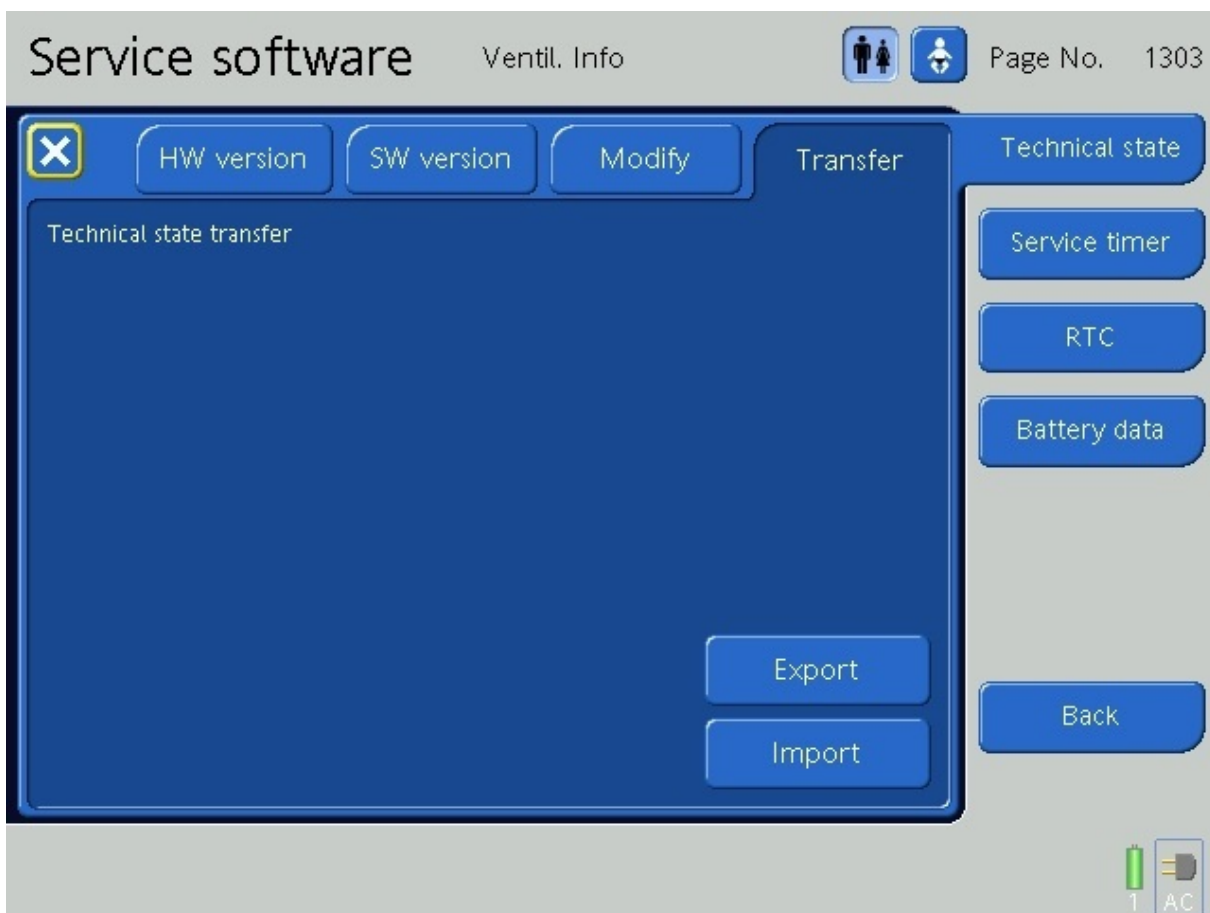 Service software Ventil. Info Page No. 1303
HW version SW version Modify Transfer Technical state
Technical state transfer
Service timer
RTC
Battery data
Export
Import
Back
1 AC